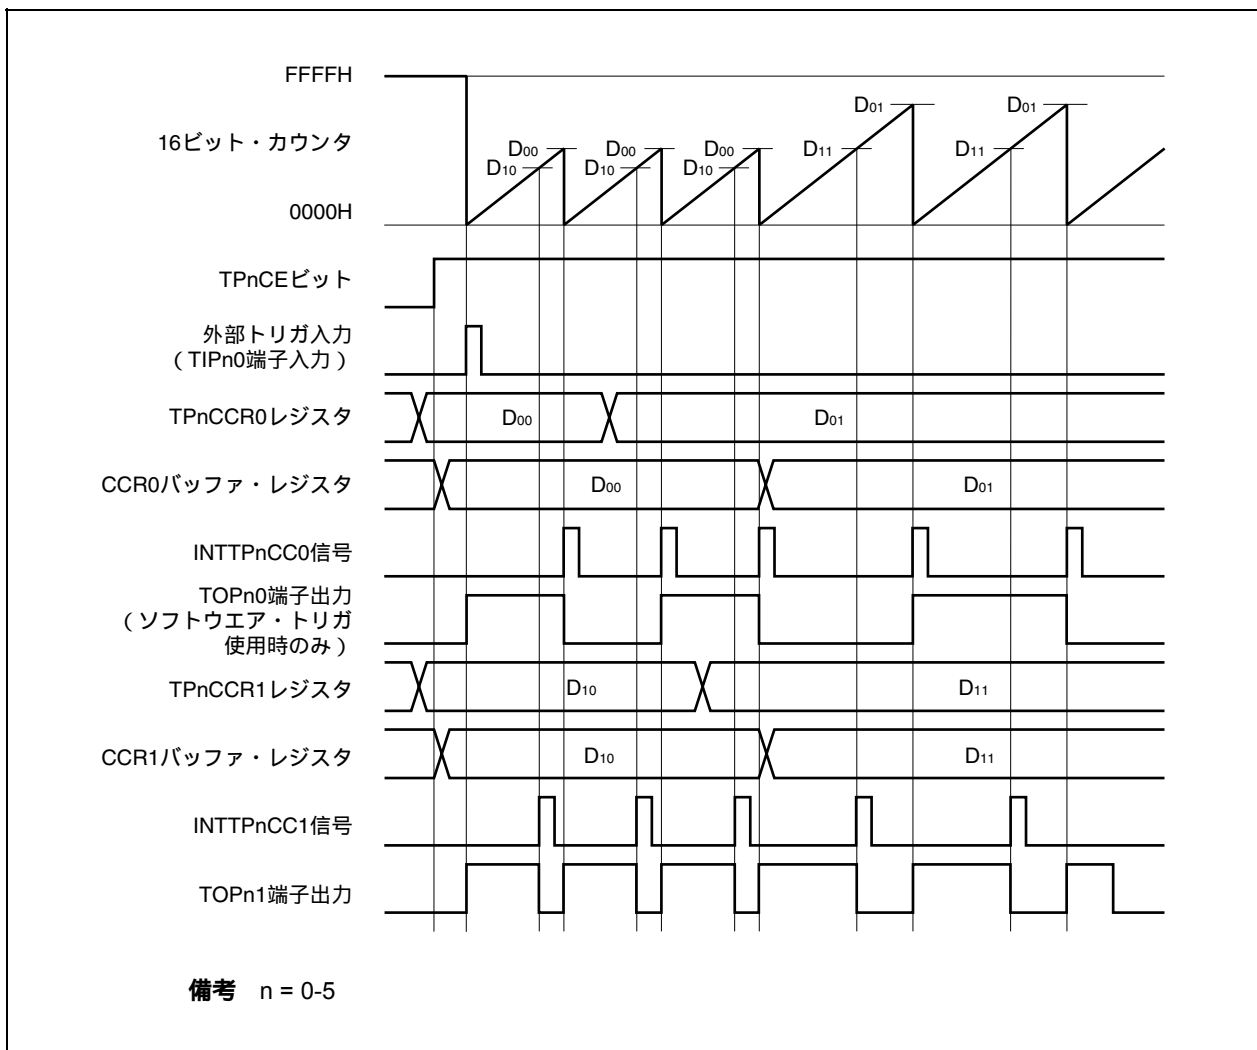 FFFFH
16ビット・カウンタ
0000H
D00 D00 D00 D01 D01
D10 D10 D10 D11 D11
TPnCEビット
外部トリガ入力
（TIPn0端子入力）
TPnCCR0レジスタ D00 D01
CCR0バッファ・レジスタ D00 D01
INTTPnCC0信号
TOPn0端子出力
（ソフトウエア・トリガ
使用時のみ）
TPnCCR1レジスタ D10 D11
CCR1バッファ・レジスタ D10 D11
INTTPnCC1信号
TOPn1端子出力
備考 n = 0-5